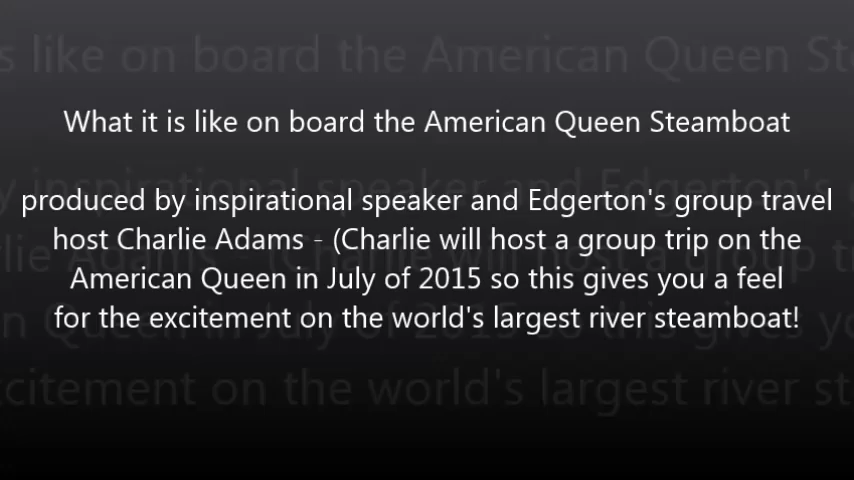 What it is like on board the American Queen Steamboat
produced by inspirational speaker and Edgerton's group travel
host Charlie Adams - (Charlie will host a group trip on the
American Queen in July of 2015 so this gives you a feel
for the excitement on the world's largest river steamboat!